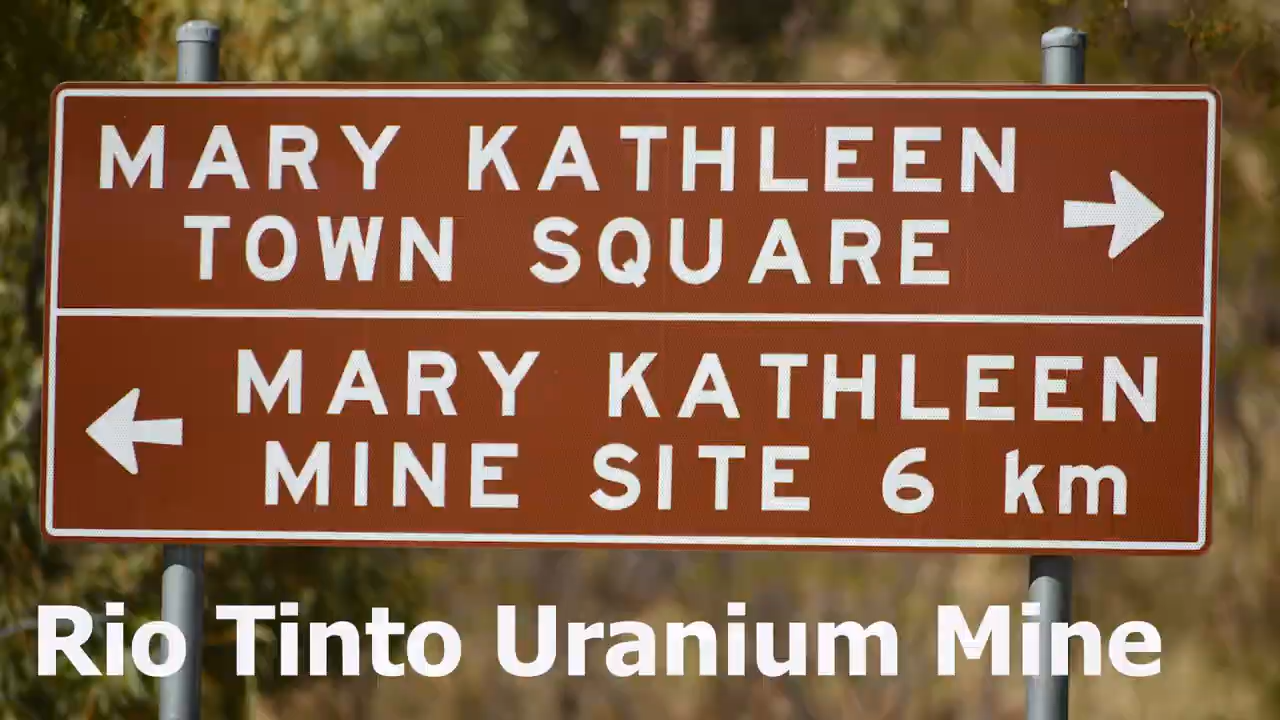 MARY KATHLEEN
TOWN SQUARE
MARY KATHLEEN
MINE SITE 6 km
Rio Tinto Uranium Mine